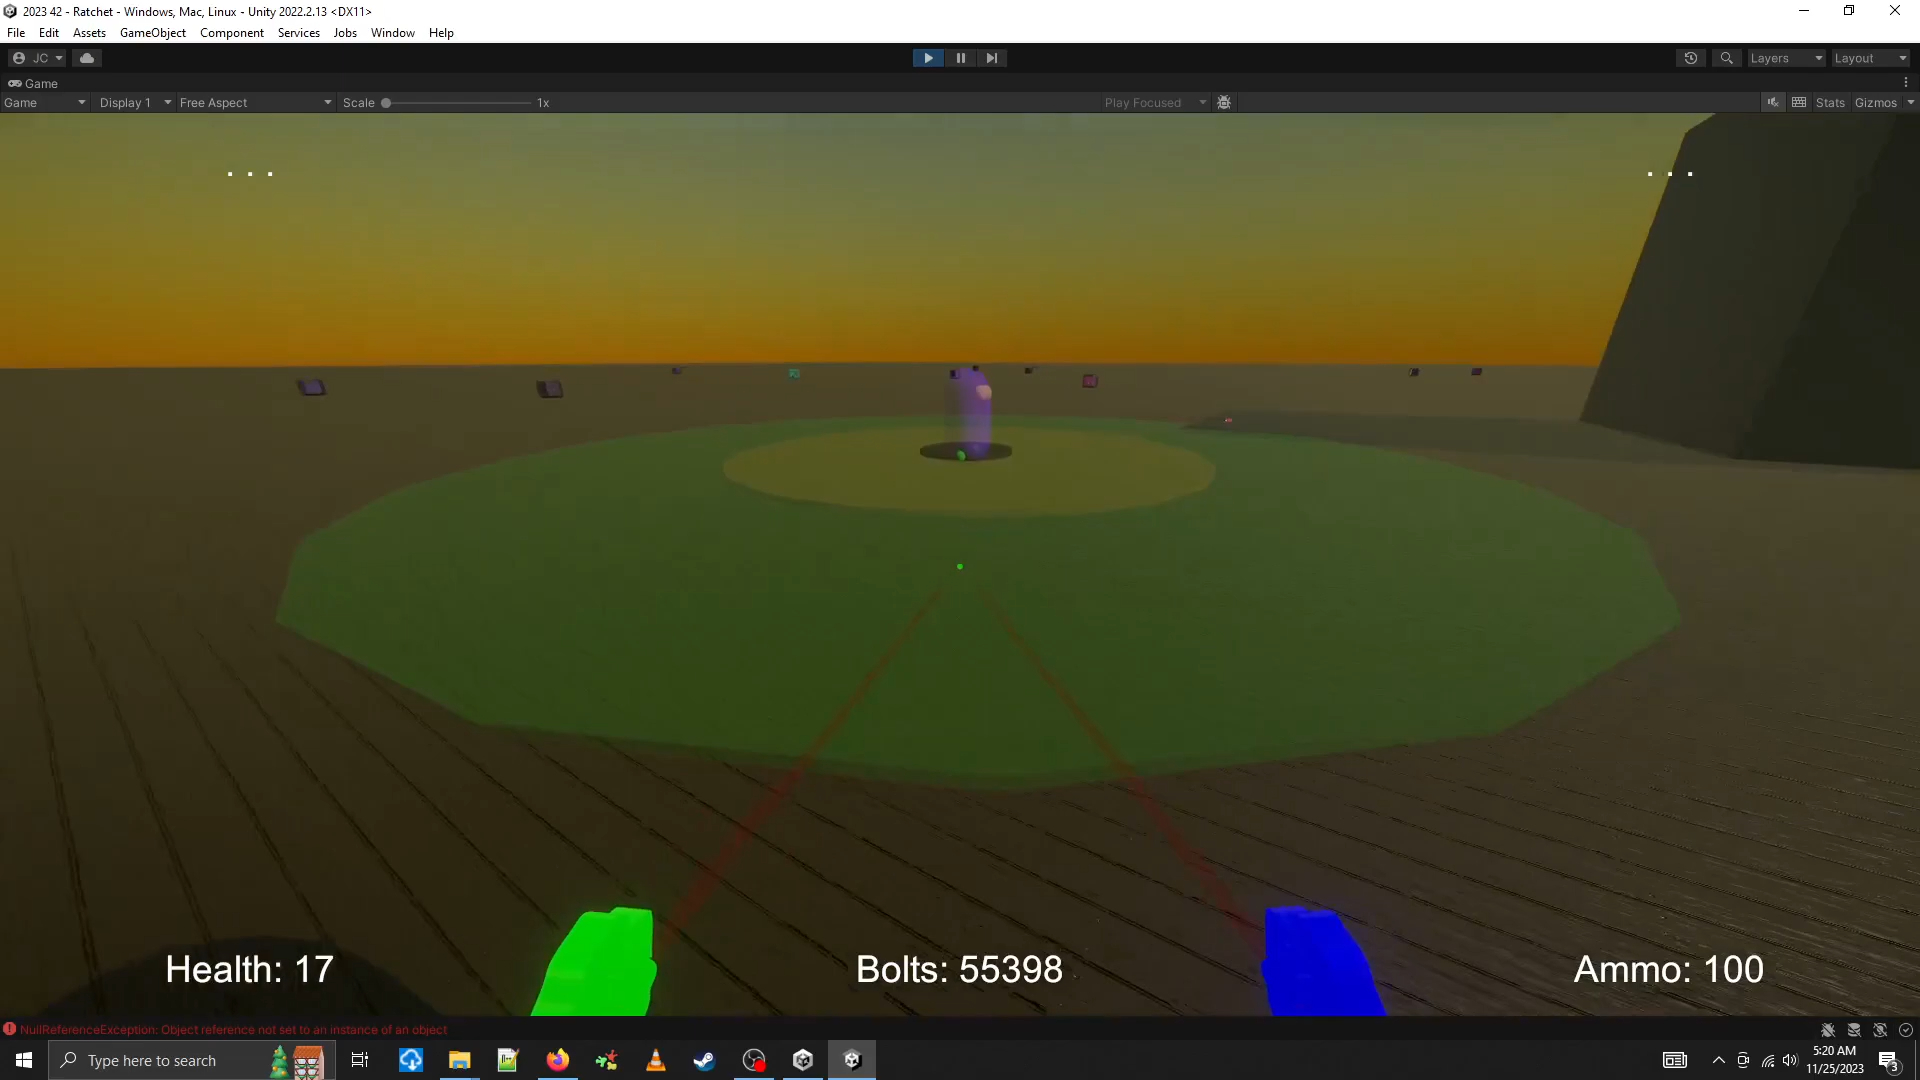 2023 42 - Ratchet - Windows, Mac, Linux - Unity 2022.2.13 <DX11>
File Edit Assets GameObject Component Services Jobs Window Help
JC Layers Layout
Game
Game Display 1 Free Aspect Scale 1x Play Focused Stats Gizmos
... ...
Health: 17 Bolts: 55398 Ammo: 100
NullReferenceException: Object reference not set to an instance of an object
Type here to search
5:20 AM
11/25/2023
3